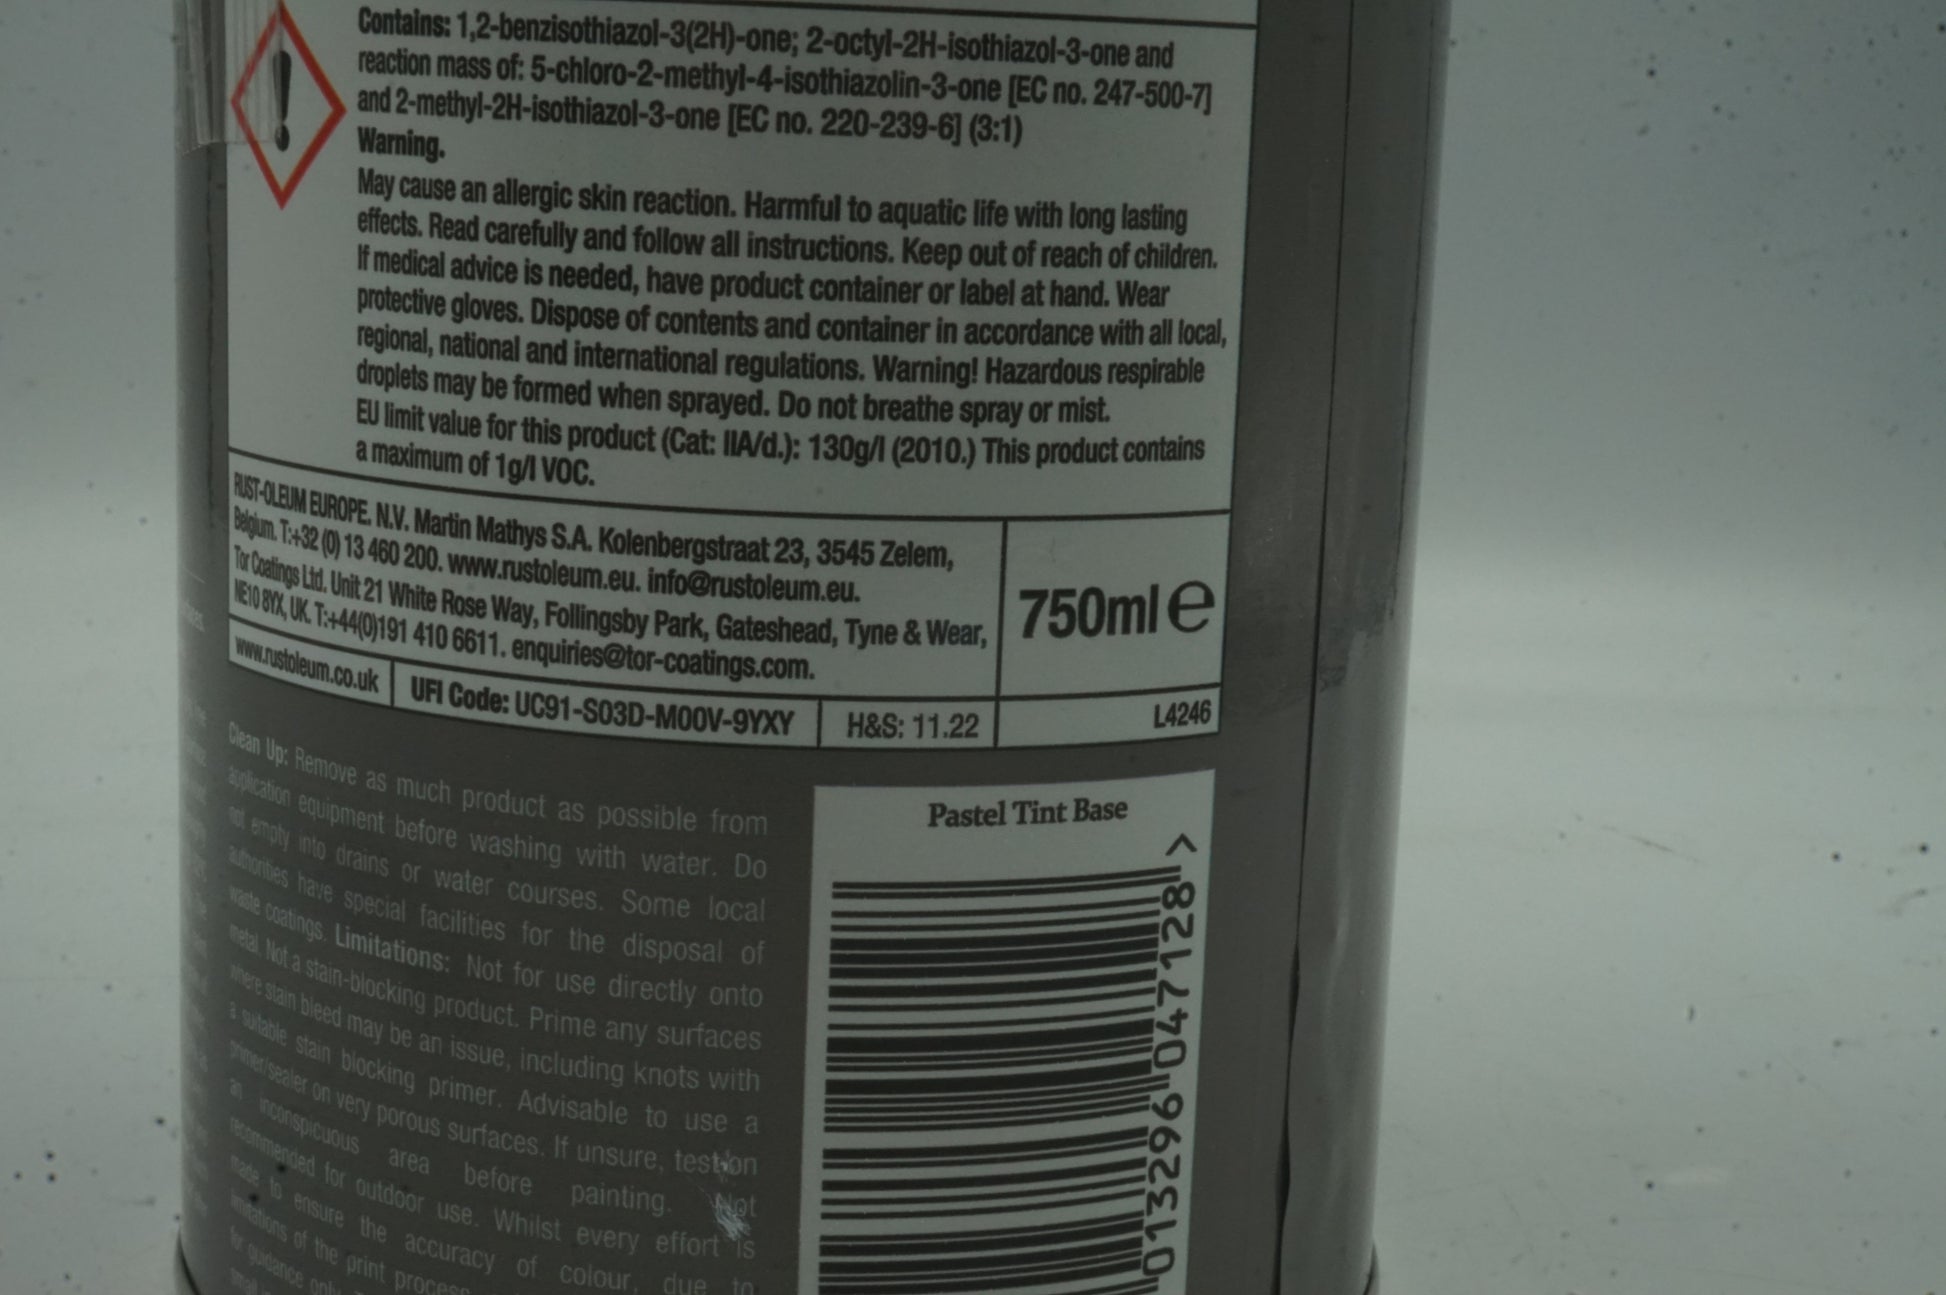 Contains: 1,2-benzisothiazol-3(2H)-one; 2-octyl-2H-isothiazol-3-one and
reaction mass of: 5-chloro-2-methyl-4-isothiazolin-3-one [EC no. 247-500-7]
and 2-methyl-2H-isothiazol-3-one [EC no. 220-239-6] (3:1)
Warning.
May cause an allergic skin reaction. Harmful to aquatic life with long lasting
effects. Read carefully and follow all instructions. Keep out of reach of children.
If medical advice is needed, have product container or label at hand. Wear
protective gloves. Dispose of contents and container in accordance with all local,
regional, national and international regulations. Warning! Hazardous respirable
droplets may be formed when sprayed. Do not breathe spray or mist.
EU limit value for this product (Cat: IIA/d.): 130g/l (2010.) This product contains
a maximum of 1g/l VOC.
RUST-OLEUM EUROPE. N.V. Martin Mathys S.A. Kolenbergstraat 23, 3545 Zelem,
Belgium. T:+32 (0) 13 460 200. www.rustoleum.eu. info@rustoleum.eu.
Tor Coatings Ltd. Unit 21 White Rose Way, Follingsby Park, Gateshead, Tyne & Wear,
NE10 8YX, UK. T:+44(0)191 410 6611. enquiries@tor-coatings.com.
750ml e
www.rustoleum.co.uk
UFI Code: UC91-S03D-M00V-9YXY
H&S: 11.22
L4246
Clean Up: Remove as much product as possible from
application equipment before washing with water. Do
not empty into drains or water courses. Some local
authorities have special facilities for the disposal of
waste coatings. Limitations: Not for use directly onto
metal. Not a stain-blocking product. Prime any surfaces
where stain bleed may be an issue, including knots with
a suitable stain blocking primer. Advisable to use a
primer/sealer on very porous surfaces. If unsure, test on
an inconspicuous area before painting. Not
recommended for outdoor use. Whilst every effort is
made to ensure the accuracy of colour, due to
limitations of the print process
for guidance only.
small
Pastel Tint Base
013296 047128 >